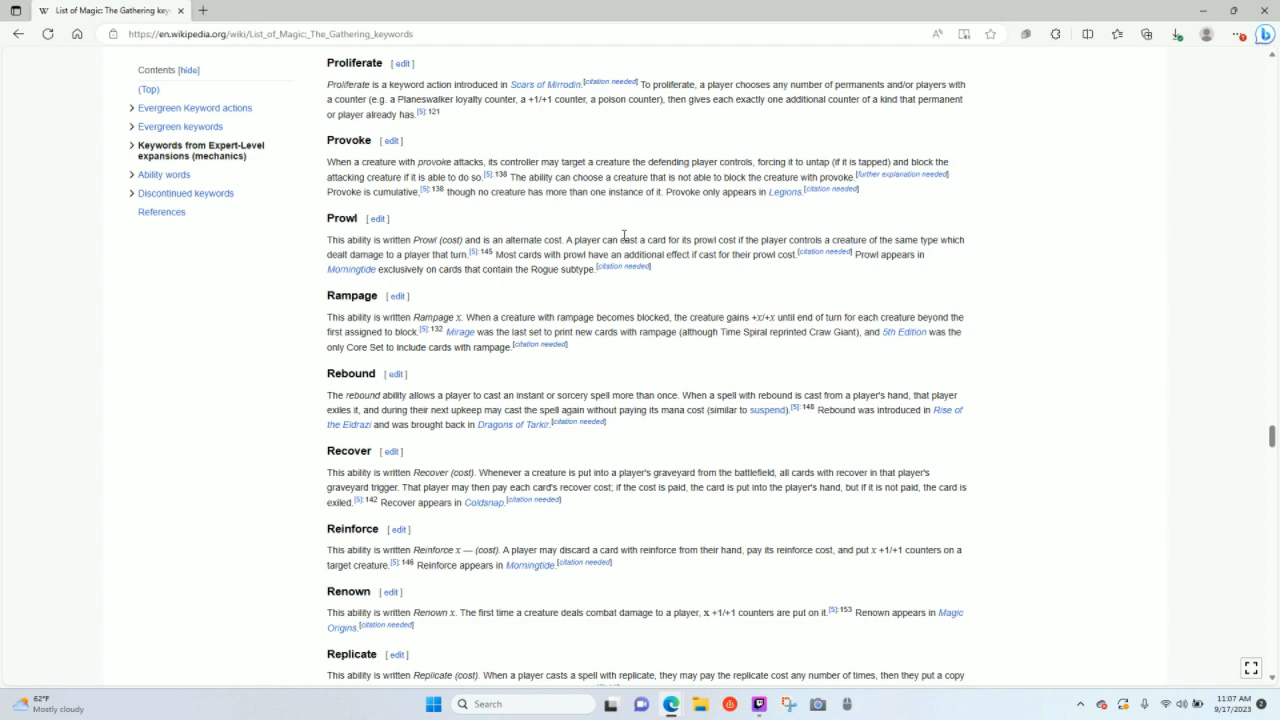 List of Magic: The Gathering key
https://en.wikipedia.org/wiki/List_of_Magic:_The_Gathering_keywords
Contents [hide]
(Top)
Evergreen Keyword actions
Evergreen keywords
Keywords from Expert-Level
expansions (mechanics)
Ability words
Discontinued keywords
References
Proliferate [ edit ]
Proliferate is a keyword action introduced in Scars of Mirrodin.[citation needed] To proliferate, a player chooses any number of permanents and/or players with
a counter (e.g. a Planeswalker loyalty counter, a +1/+1 counter, a poison counter), then gives each exactly one additional counter of a kind that permanent
or player already has.[5]: 121
Provoke [ edit ]
When a creature with provoke attacks, its controller may target a creature the defending player controls, forcing it to untap (if it is tapped) and block the
attacking creature if it is able to do so.[5]: 138 The ability can choose a creature that is not able to block the creature with provoke.[further explanation needed]
Provoke is cumulative,[5]: 138 though no creature has more than one instance of it. Provoke only appears in Legions.[citation needed]
Prowl [ edit ]
This ability is written Prowl (cost) and is an alternate cost. A player can cast a card for its prowl cost if the player controls a creature of the same type which
dealt damage to a player that turn.[5]: 145 Most cards with prowl have an additional effect if cast for their prowl cost.[citation needed] Prowl appears in
Morningtide exclusively on cards that contain the Rogue subtype.[citation needed]
Rampage [ edit ]
This ability is written Rampage x. When a creature with rampage becomes blocked, the creature gains +x/+x until end of turn for each creature beyond the
first assigned to block.[5]: 132 Mirage was the last set to print new cards with rampage (although Time Spiral reprinted Craw Giant), and 5th Edition was the
only Core Set to include cards with rampage.[citation needed]
Rebound [ edit ]
The rebound ability allows a player to cast an instant or sorcery spell more than once. When a spell with rebound is cast from a player's hand, that player
exiles it, and during their next upkeep may cast the spell again without paying its mana cost (similar to suspend).[5]: 148 Rebound was introduced in Rise of
the Eldrazi and was brought back in Dragons of Tarkir.[citation needed]
Recover [ edit ]
This ability is written Recover (cost). Whenever a creature is put into a player's graveyard from the battlefield, all cards with recover in that player's
graveyard trigger. That player may then pay each card's recover cost; if the cost is paid, the card is put into the player's hand, but if it is not paid, the card is
exiled.[5]: 142 Recover appears in Coldsnap.[citation needed]
Reinforce [ edit ]
This ability is written Reinforce x — (cost). A player may discard a card with reinforce from their hand, pay its reinforce cost, and put x +1/+1 counters on a
target creature.[5]: 146 Reinforce appears in Morningtide.[citation needed]
Renown [ edit ]
This ability is written Renown x. The first time a creature deals combat damage to a player, x +1/+1 counters are put on it.[5]: 153 Renown appears in Magic
Origins.[citation needed]
Replicate [ edit ]
This ability is written Replicate (cost). When a player casts a spell with replicate, they may pay the replicate cost any number of times, then they put a copy
62°F
Mostly cloudy
Search
11:07 AM
9/17/2023